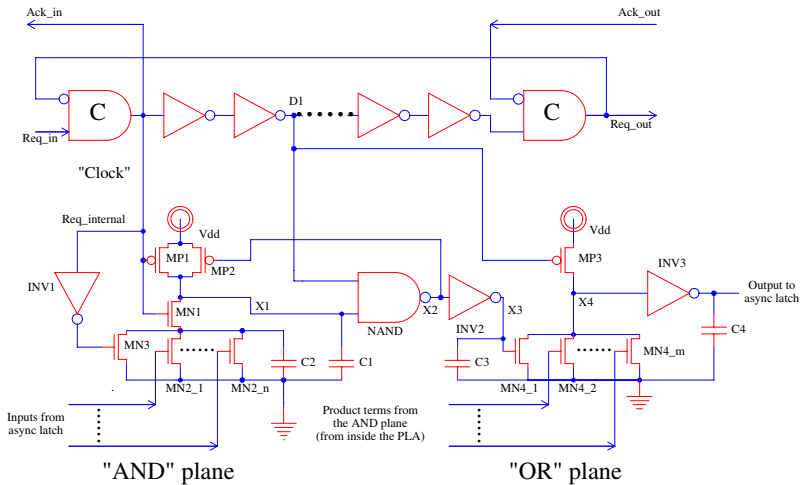 Ack_in
Ack_out
C
D1
C
Req_in
Req_out
"Clock"
Req_internal
Vdd
Vdd
MP1
MP2
MP3
INV1
INV3
Output to
async latch
X1
X2
X3
X4
MN1
NAND
INV2
MN3
C2
C1
C3
C4
MN2_1
MN2_n
MN4_1
MN4_2
MN4_m
Inputs from
async latch
Product terms from
the AND plane
(from inside the PLA)
"AND" plane
"OR" plane